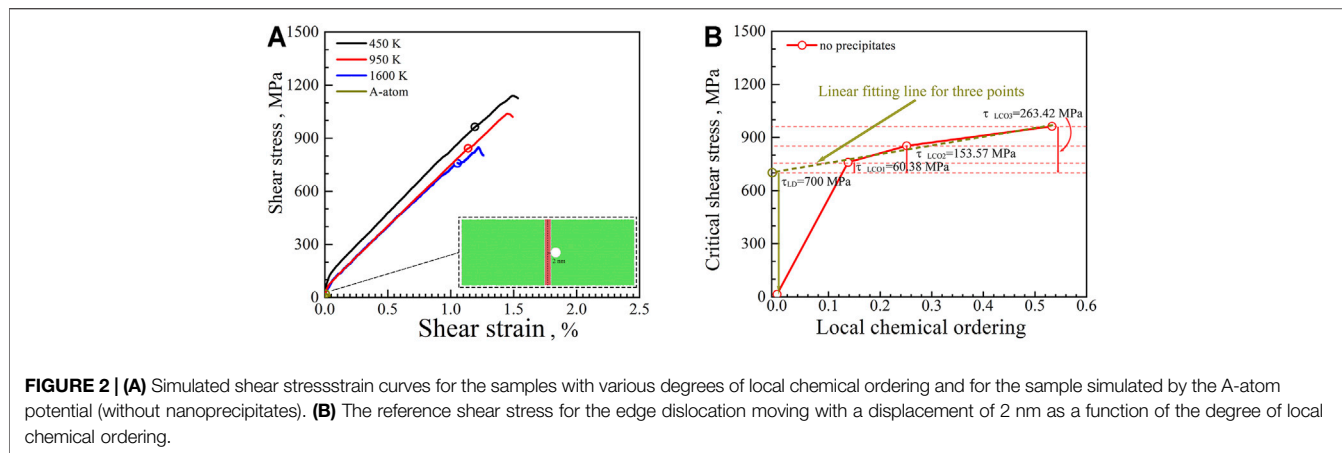 A
1500
1200
900
600
300
0
Shear stress , MPa
450 K
950 K
1600 K
A-atom
2 nm
0.0 0.5 1.0 1.5 2.0 2.5
Shear strain , %
B
1500
1200
900
600
300
0
Critical shear stress , MPa
no precipitates
Linear fitting line for three points
τ LCO3=263.42 MPa
τ LCO2=153.57 MPa
τ LCO1=60.38 MPa
τLD=700 MPa
0.0 0.1 0.2 0.3 0.4 0.5 0.6
Local chemical ordering
FIGURE 2 | (A) Simulated shear stressstrain curves for the samples with various degrees of local chemical ordering and for the sample simulated by the A-atom
potential (without nanoprecipitates). (B) The reference shear stress for the edge dislocation moving with a displacement of 2 nm as a function of the degree of local
chemical ordering.